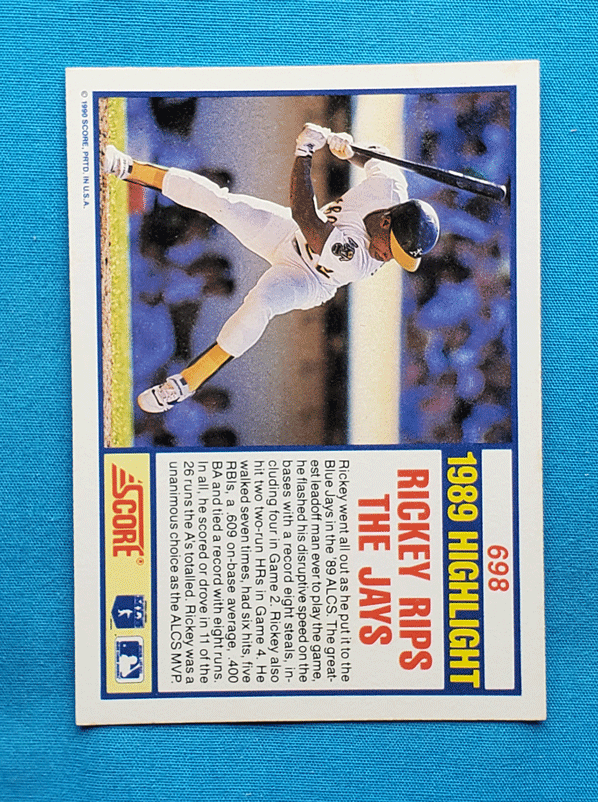 698
1989 HIGHLIGHT
RICKEY RIPS
THE JAYS
Rickey went all out as he put it to the
Blue Jays in the '89 ALCS. The great-
est leadoff man ever to play the game,
he flashed his disruptive speed on the
bases with a record eight steals, in-
cluding four in Game 2. Rickey also
hit two two-run HRs in Game 4. He
walked seven times, had six hits, five
RBIs, a .609 on-base average, .400
BA and tied a record with eight runs.
In all, he scored or drove in 11 of the
26 runs the A's totalled. Rickey was a
unanimous choice as the ALCS MVP.
SCORE®
© 1990 SCORE, PRTD. IN U.S.A.